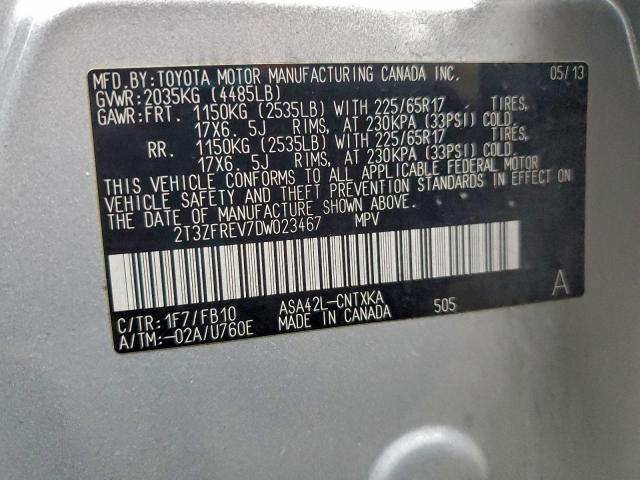 MFD.BY:TOYOTA MOTOR MANUFACTURING CANADA INC. 05/13
GVWR:2035KG (4485LB)
GAWR:FRT. 1150KG (2535LB) WITH 225/65R17 TIRES,
17X6. 5J RIMS, AT 230KPA (33PSI) COLD.
RR. 1150KG (2535LB) WITH 225/65R17 TIRES,
17X6. 5J RIMS, AT 230KPA (33PSI) COLD.
THIS VEHICLE CONFORMS TO ALL APPLICABLE FEDERAL MOTOR
VEHICLE SAFETY AND THEFT PREVENTION STANDARDS IN EFFECT ON
THE DATE OF MANUFACTURE SHOWN ABOVE.
2T3ZFREV7DW023467 MPV
C/TR:1F7/FB10 ASA42L-CNTXKA 505 A
A/TM:-02A/U760E MADE IN CANADA